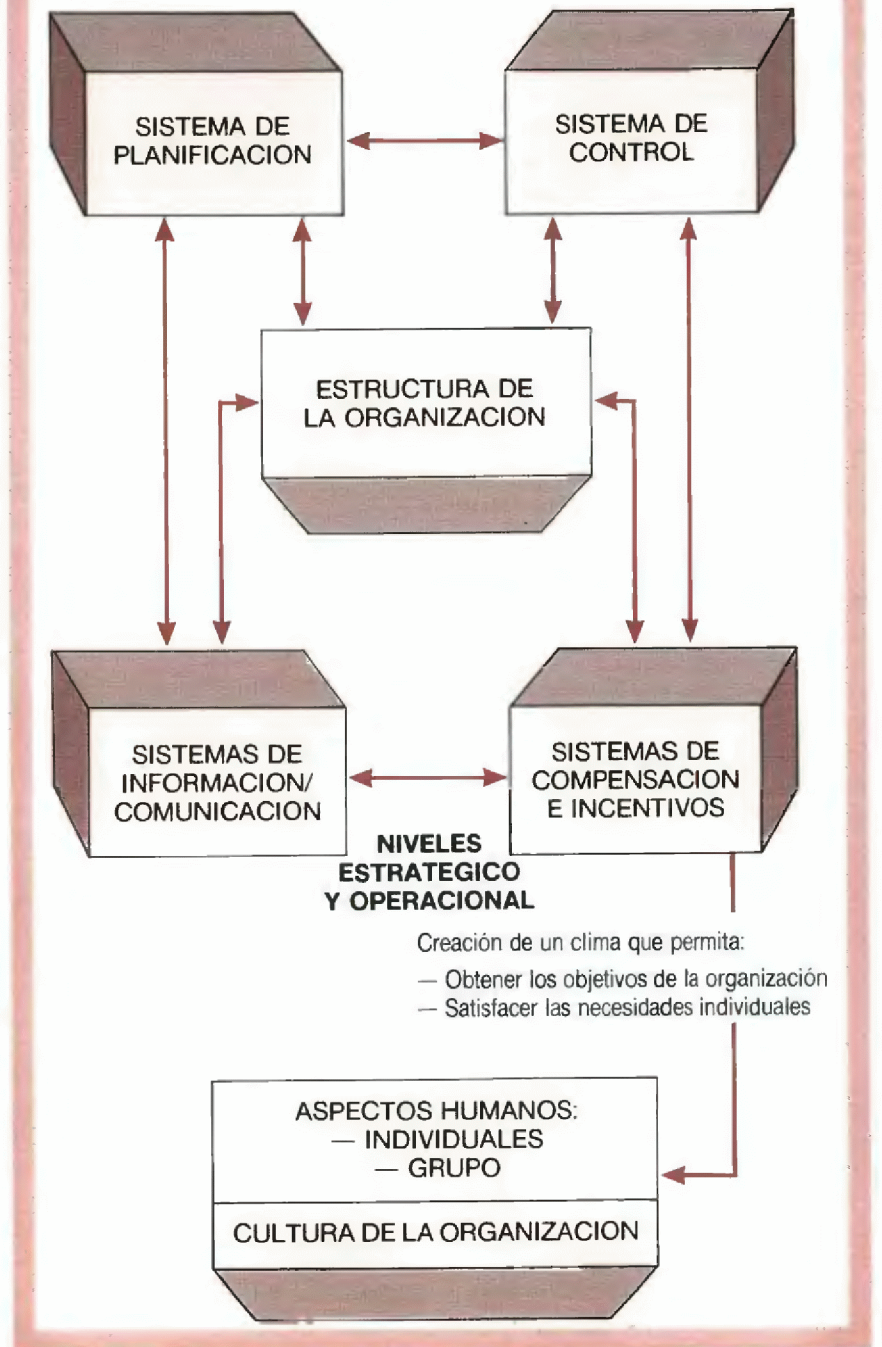 SISTEMA DE
PLANIFICACION
SISTEMA DE
CONTROL
ESTRUCTURA DE
LA ORGANIZACION
SISTEMAS DE
INFORMACION/
COMUNICACION
SISTEMAS DE
COMPENSACION
E INCENTIVOS
NIVELES
ESTRATEGICO
Y OPERACIONAL
Creación de un clima que permita:
— Obtener los objetivos de la organización
— Satisfacer las necesidades individuales
ASPECTOS HUMANOS:
— INDIVIDUALES
— GRUPO
CULTURA DE LA ORGANIZACION